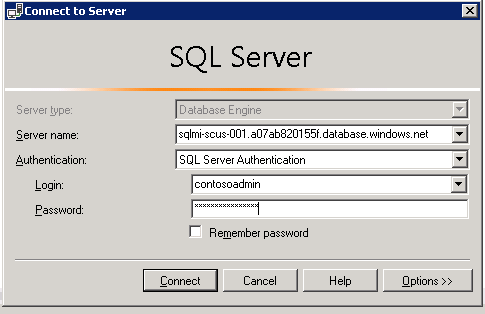 Connect to Server
SQL Server
Server type: Database Engine
Server name: sqlmi-scus-001.a07ab820155f.database.windows.net
Authentication: SQL Server Authentication
Login: contosoadmin
Password: ****************
Remember password
Connect Cancel Help Options >>